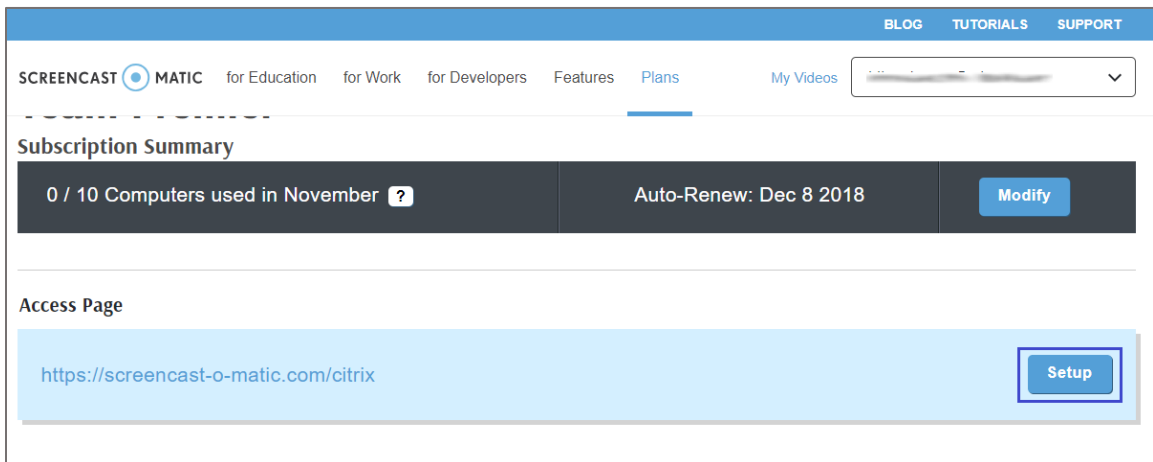 BLOG TUTORIALS SUPPORT
SCREENCAST MATIC for Education for Work for Developers Features Plans My Videos
Subscription Summary
0 / 10 Computers used in November ? Auto-Renew: Dec 8 2018 Modify
Access Page
https://screencast-o-matic.com/citrix Setup